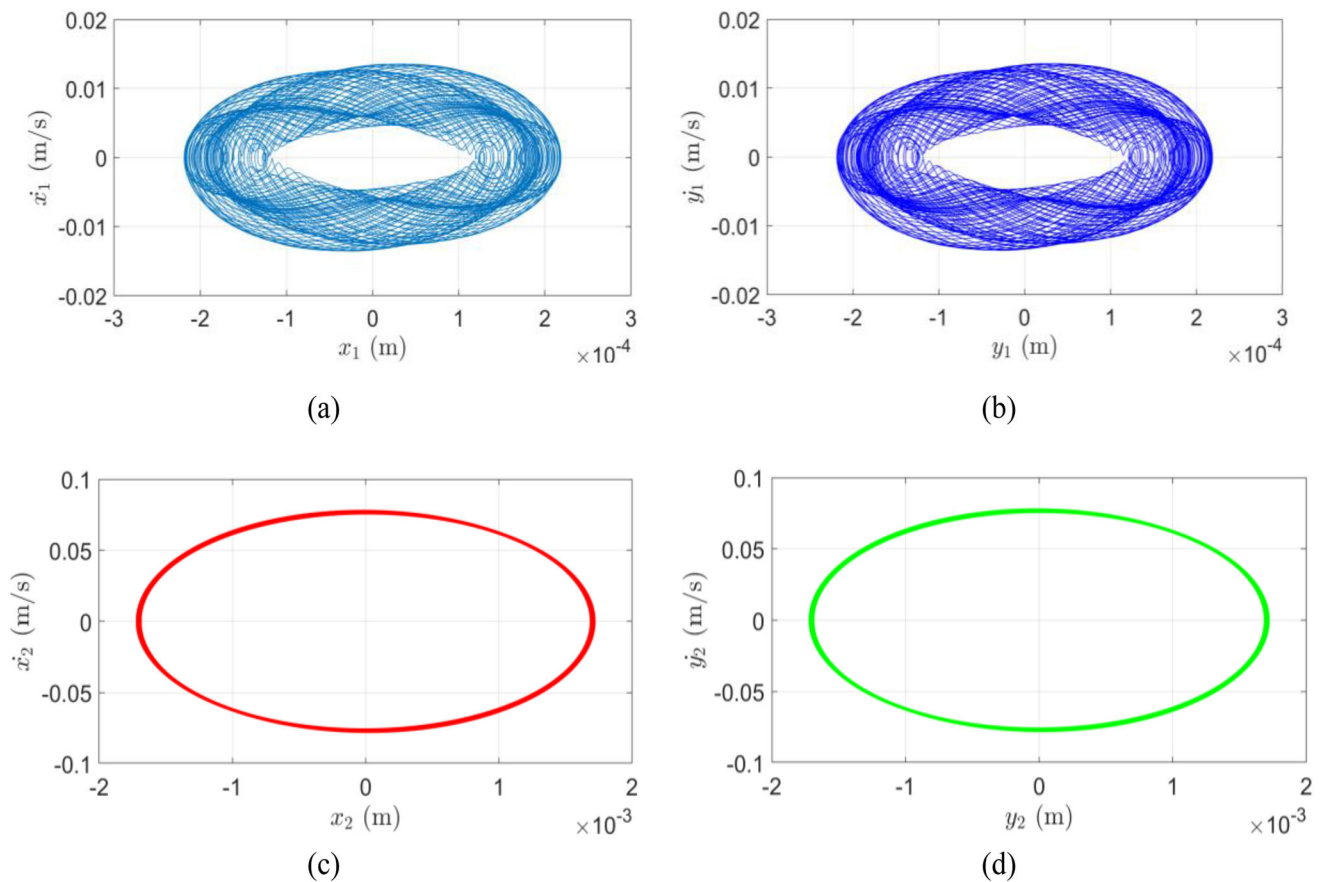 0.02 0.02
0.01 0.01
0 0
-0.01 -0.01
-0.02 -0.02
ẋ₁ (m/s) ẏ₁ (m/s)
-3 -2 -1 0 1 2 3 -3 -2 -1 0 1 2 3
x₁ (m) ×10⁻⁴ y₁ (m) ×10⁻⁴
(a) (b)
0.1 0.1
0.05 0.05
0 0
-0.05 -0.05
-0.1 -0.1
ẋ₂ (m/s) ẏ₂ (m/s)
-2 -1 0 1 2 -2 -1 0 1 2
x₂ (m) ×10⁻³ y₂ (m) ×10⁻³
(c) (d)